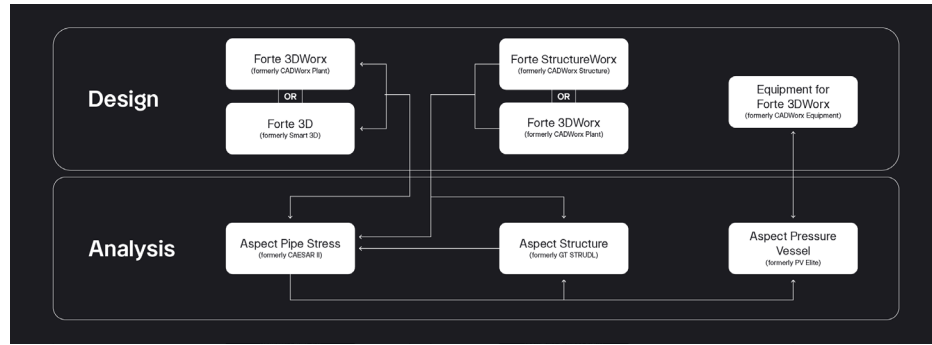 Design
Forte 3DWorx
(formerly CADWorx Plant)
OR
Forte 3D
(formerly Smart 3D)
Forte StructureWorx
(formerly CADWorx Structure)
OR
Forte 3DWorx
(formerly CADWorx Plant)
Equipment for
Forte 3DWorx
(formerly CADWorx Equipment)
Analysis
Aspect Pipe Stress
(formerly CAESAR II)
Aspect Structure
(formerly GT STRUDL)
Aspect Pressure
Vessel
(formerly PV Elite)